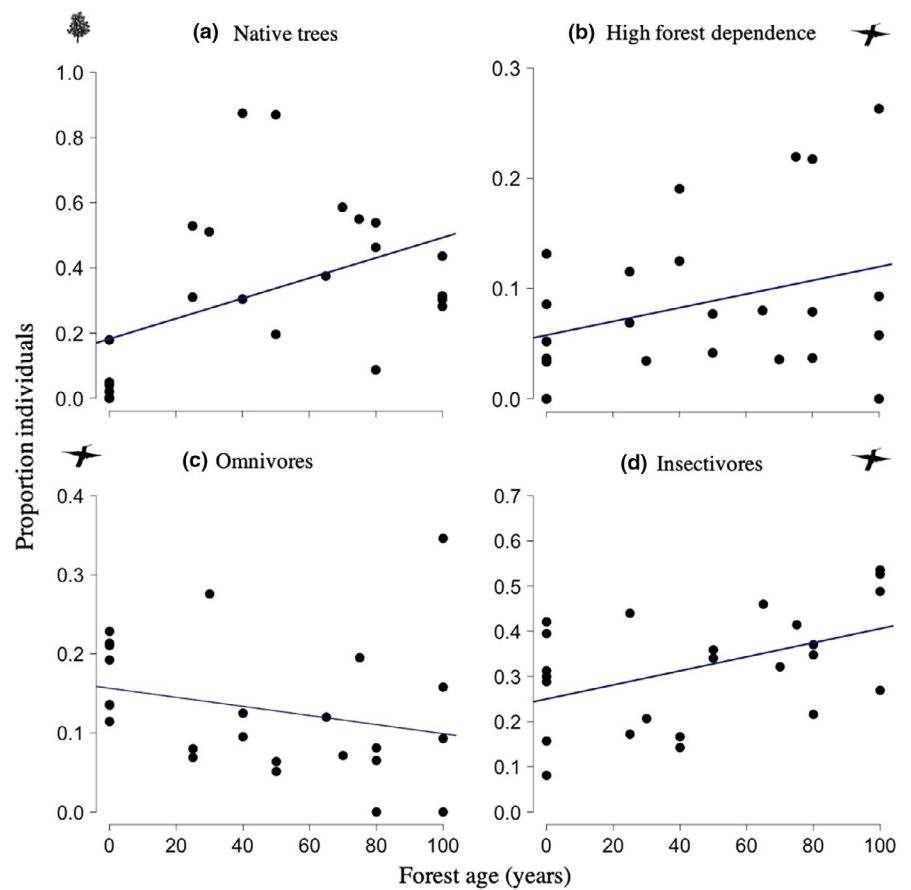 (a) Native trees
(b) High forest dependence
1.0
0.8
0.6
0.4
0.2
0.0
0.3
0.2
0.1
0.0
Proportion individuals
(c) Omnivores
(d) Insectivores
0.4
0.3
0.2
0.1
0.0
0 20 40 60 80 100
0.7
0.6
0.5
0.4
0.3
0.2
0.1
0.0
0 20 40 60 80 100
Forest age (years)